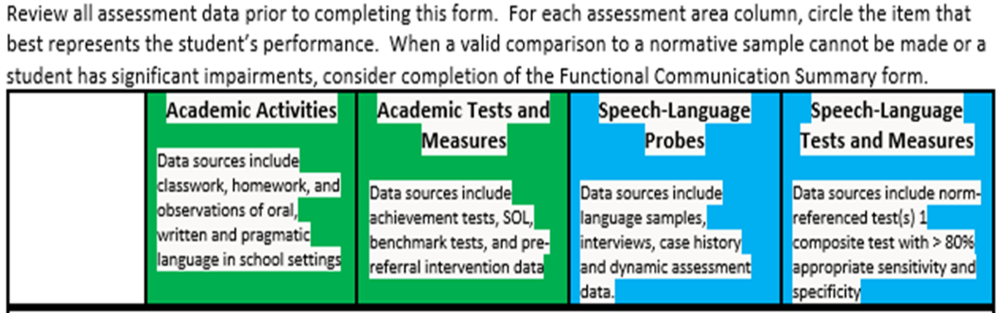 Review all assessment data prior to completing this form.  For each assessment area column, circle the item that
best represents the student's performance.  When a valid comparison to a normative sample cannot be made or a
student has significant impairments, consider completion of the Functional Communication Summary form.
Academic Activities
Data sources include
classwork, homework, and
observations of oral,
written and pragmatic
language in school settings
Academic Tests and
Measures
Data sources include
achievement tests, SOL,
benchmark tests, and pre-
referral intervention data
Speech-Language
Probes
Data sources include
language samples,
interviews, case history
and dynamic assessment
data.
Speech-Language
Tests and Measures
Data sources include norm-
referenced test(s) 1
composite test with > 80%
appropriate sensitivity and
specificity